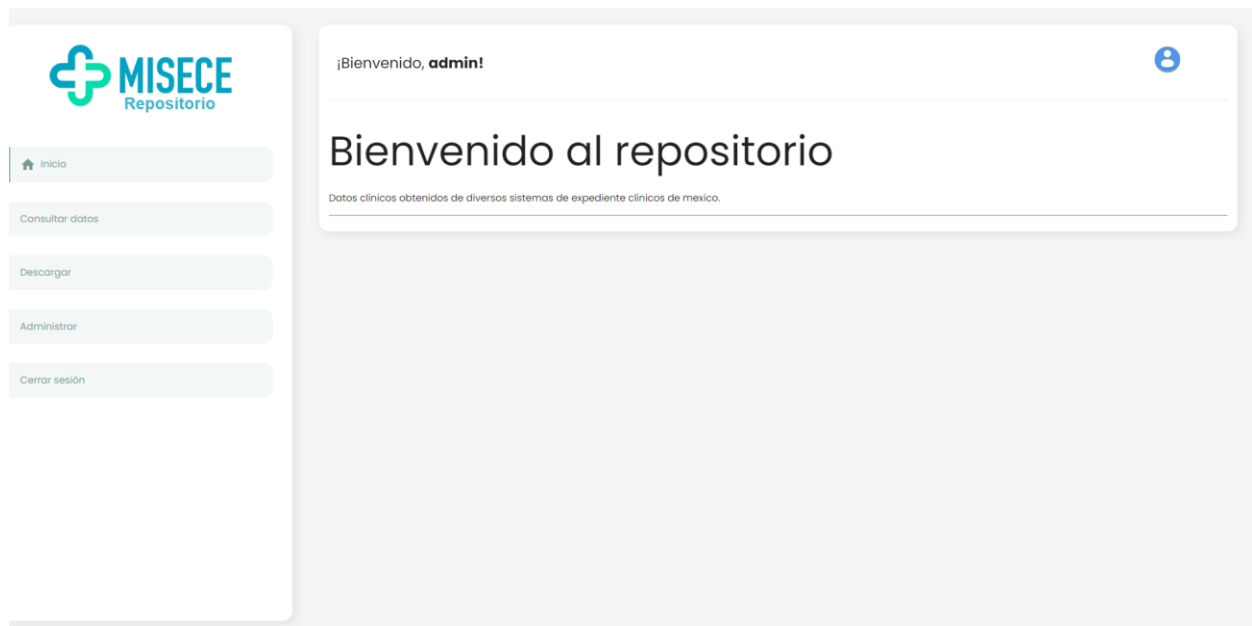 MISECE
Repositorio
Inicio
Consultar datos
Descargar
Administrar
Cerrar sesión
¡Bienvenido, admin!
Bienvenido al repositorio
Datos clinicos obtenidos de diversos sistemas de expediente clinicos de mexico.